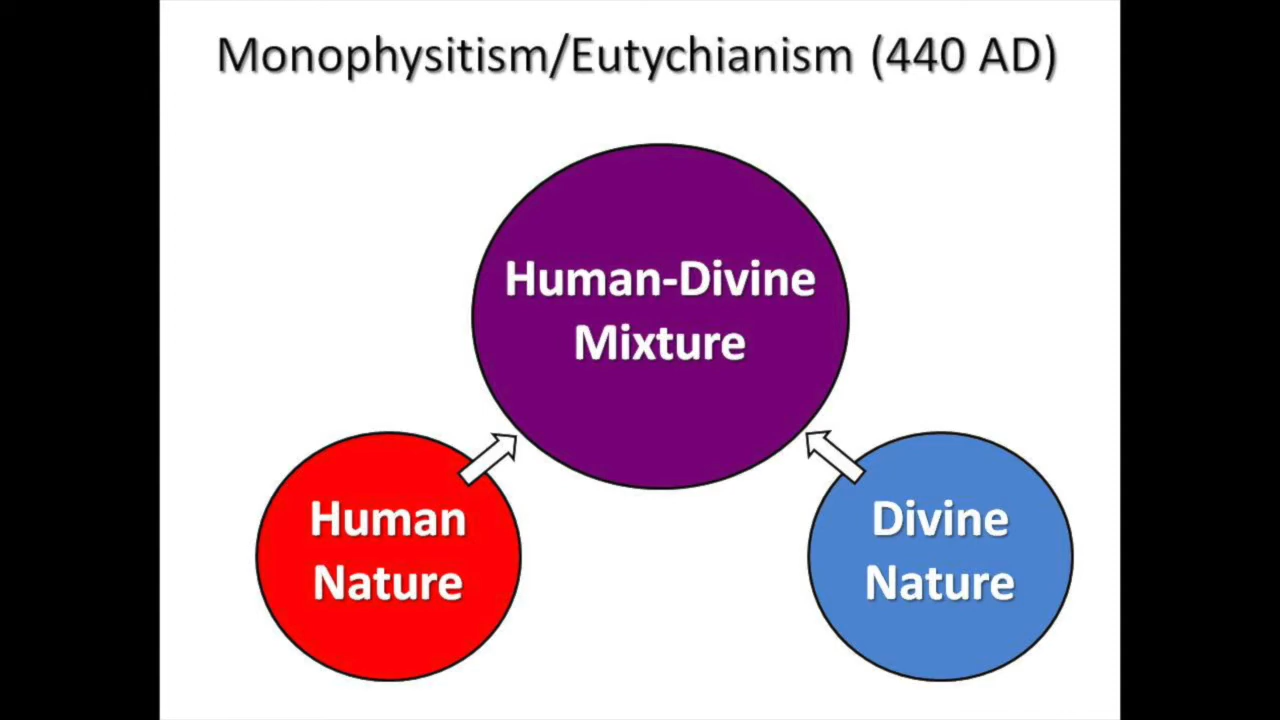 Monophysitism/Eutychianism (440 AD)
Human-Divine
Mixture
Human
Nature
Divine
Nature